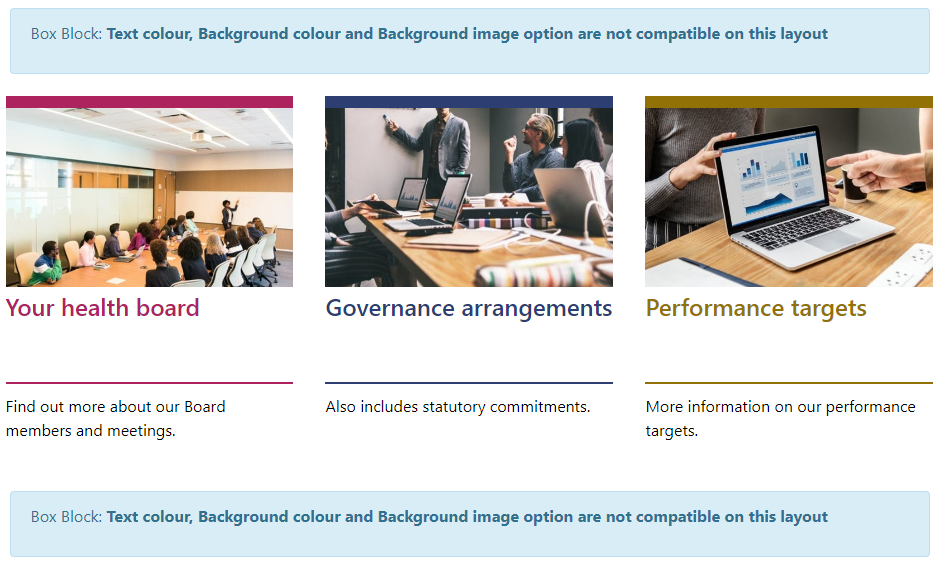 Box Block: Text colour, Background colour and Background image option are not compatible on this layout
Your health board
Governance arrangements
Performance targets
Find out more about our Board
members and meetings.
Also includes statutory commitments.
More information on our performance
targets.
Box Block: Text colour, Background colour and Background image option are not compatible on this layout